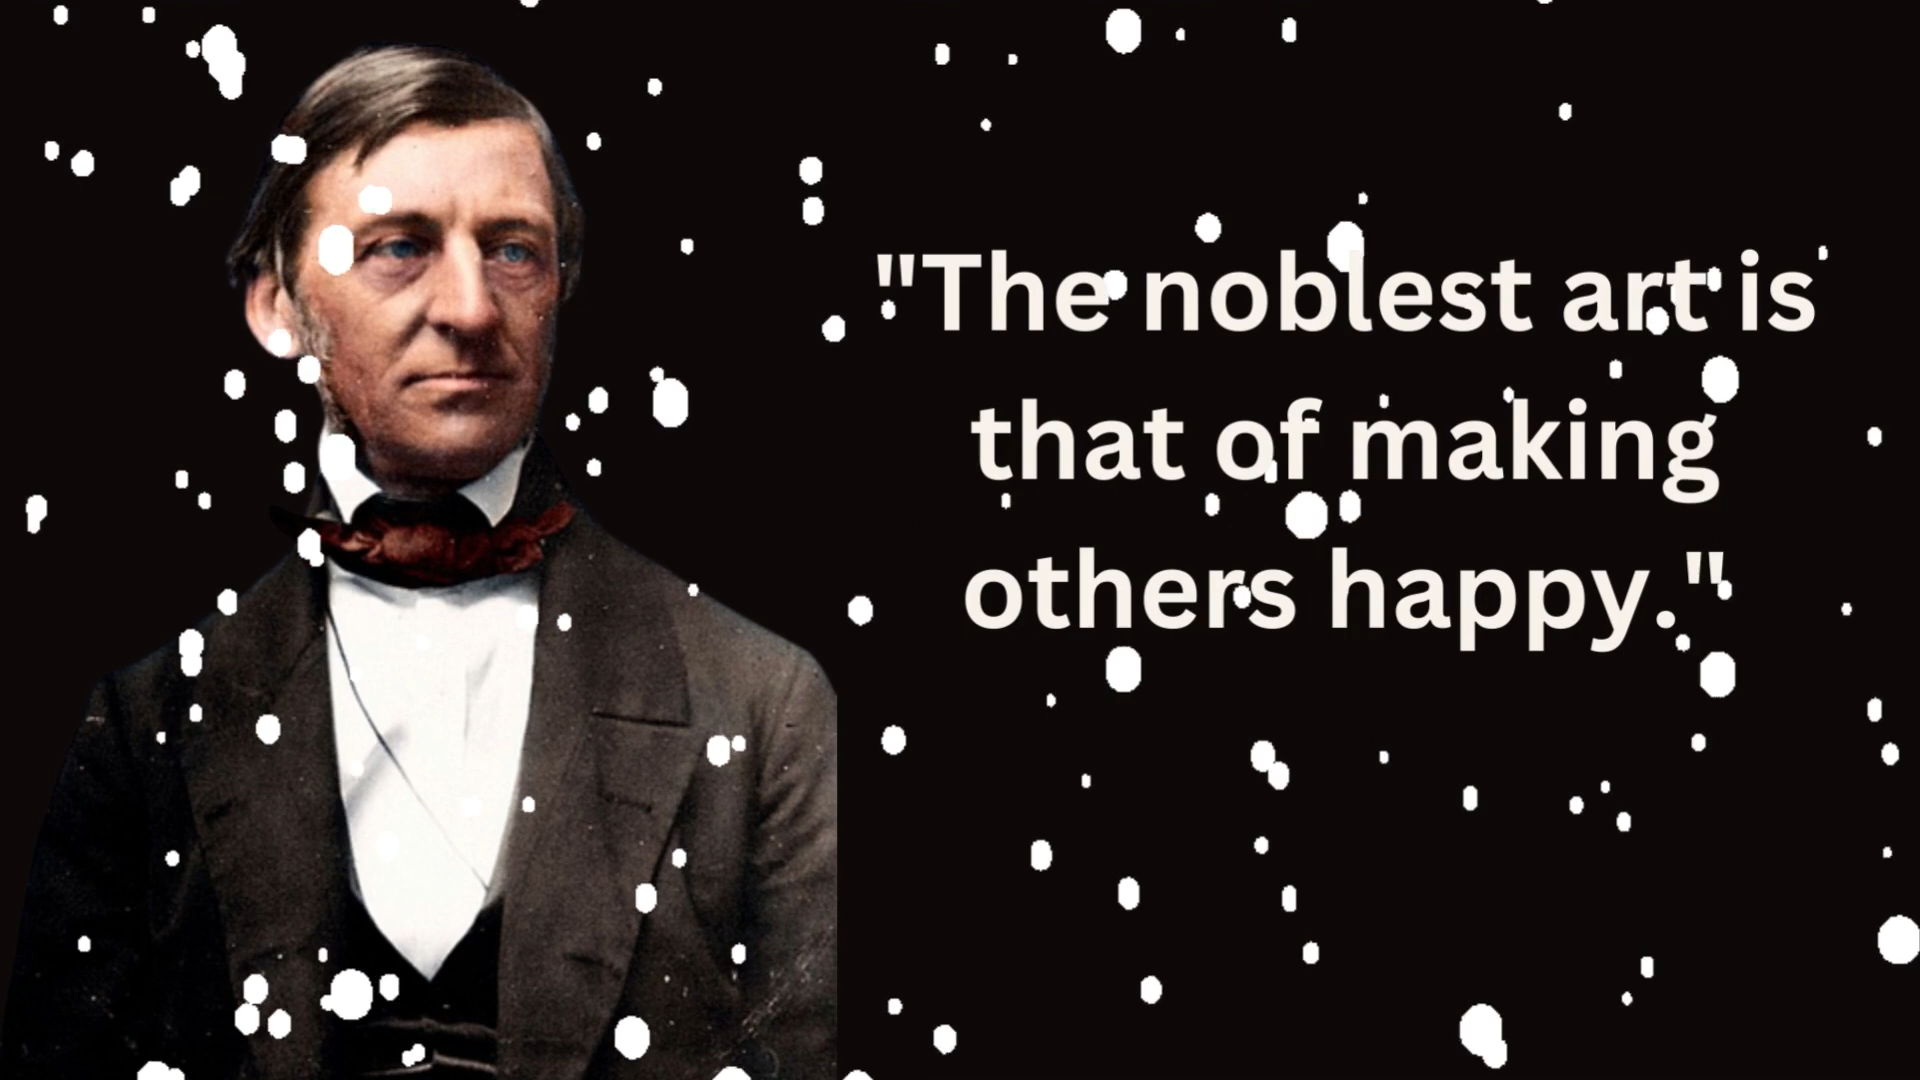 "The noblest art is
that of making
others happy."